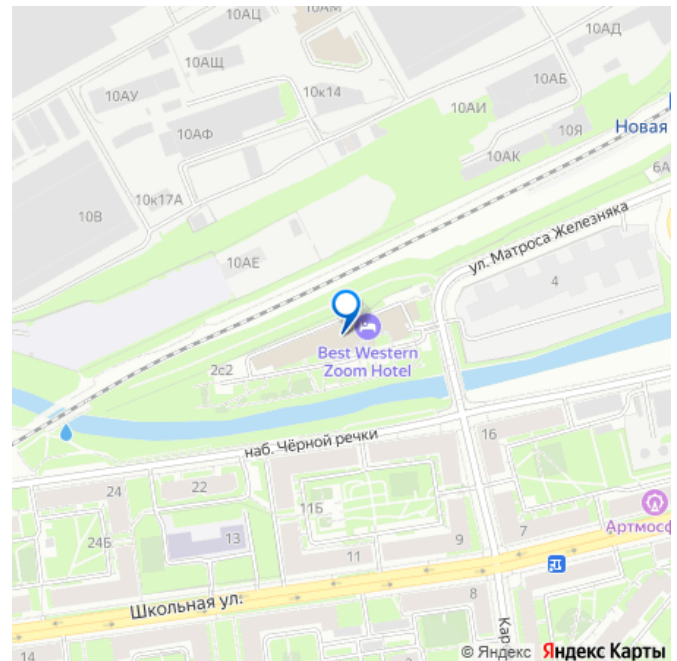 10АЦ
10АМ
10АД
10АЩ
10к14
10АБ
10АУ
10АИ
10АФ
10Я
Новая
10АК
6А
10к17А
10В
ул. Матроса Железняка
10АЕ
4
Best Western
Zoom Hotel
2с2
наб. Чёрной речки
16
24
22
11Б
Артмосф
24Б
13
7
9
11
Школьная ул.
8
Кар
14
© Яндекс Яндекс Карты